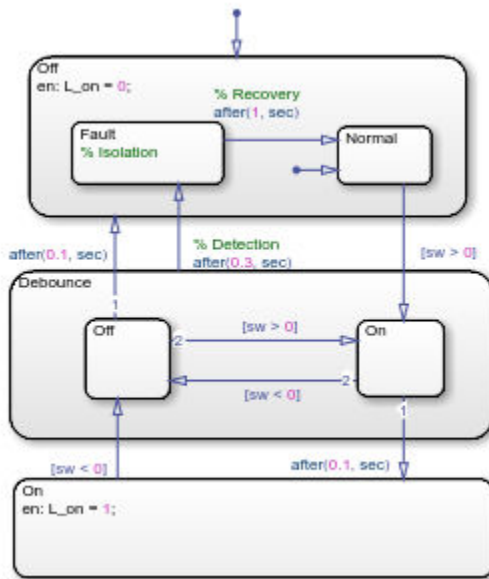 Off
en: L_on = 0;
% Recovery
after(1, sec)
Fault
% Isolation
Normal
after(0.1, sec)
% Detection
after(0.3, sec)
[sw > 0]
Debounce
1
Off
2
[sw > 0]
On
[sw < 0]
2
1
[sw < 0]
after(0.1, sec)
On
en: L_on = 1;